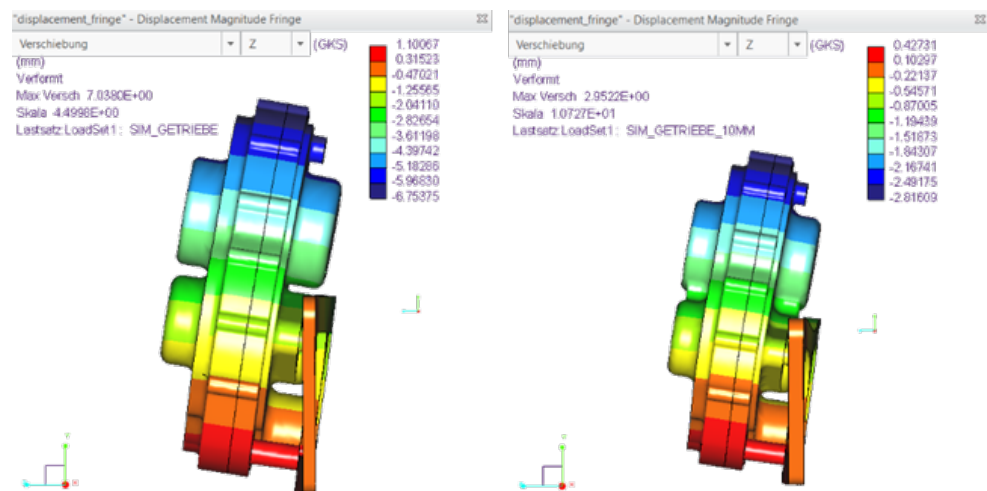 "displacement_fringe" - Displacement Magnitude Fringe
Verschiebung Z (GKS)
(mm)
Verformt
Max Versch 7.0380E+00
Skala 4.4998E+00
Lastsatz:LoadSet1: SIM_GETRIEBE
1.10067
0.31523
-0.47021
-1.25565
-2.04110
-2.82654
-3.61198
-4.39742
-5.18286
-5.96830
-6.75375
"displacement_fringe" - Displacement Magnitude Fringe
Verschiebung Z (GKS)
(mm)
Verformt
Max Versch 2.9522E+00
Skala 1.0727E+01
Lastsatz:LoadSet1: SIM_GETRIEBE_10MM
0.42731
0.10297
-0.22137
-0.54571
-0.87005
-1.19439
-1.51873
-1.84307
-2.16741
-2.49175
-2.81609